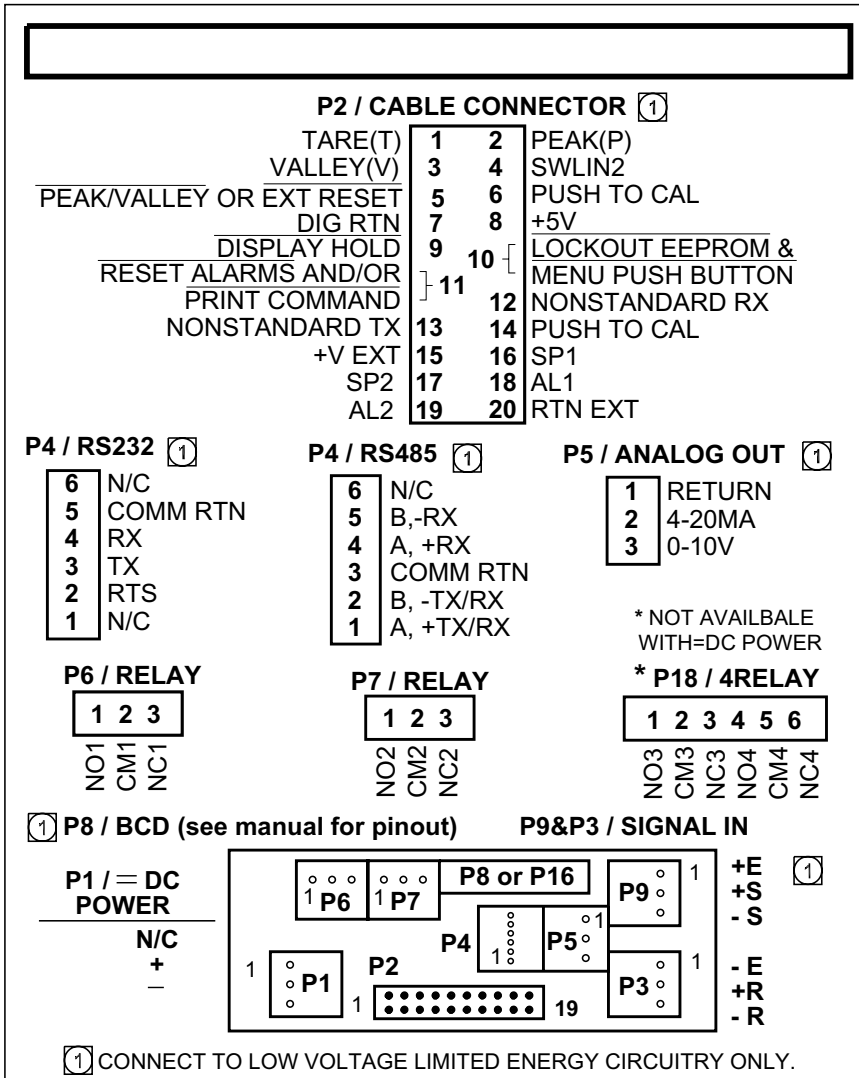 P2 / CABLE CONNECTOR 1
TARE(T) 1 2 PEAK(P)
VALLEY(V) 3 4 SWLIN2
PEAK/VALLEY OR EXT RESET 5 6 PUSH TO CAL
DIG RTN 7 8 +5V
DISPLAY HOLD 9 10 LOCKOUT EEPROM &
MENU PUSH BUTTON
RESET ALARMS AND/OR 11
PRINT COMMAND 12 NONSTANDARD RX
NONSTANDARD TX 13 14 PUSH TO CAL
+V EXT 15 16 SP1
SP2 17 18 AL1
AL2 19 20 RTN EXT
P4 / RS232 1
6 N/C
5 COMM RTN
4 RX
3 TX
2 RTS
1 N/C
P4 / RS485 1
6 N/C
5 B,-RX
4 A, +RX
3 COMM RTN
2 B, -TX/RX
1 A, +TX/RX
P5 / ANALOG OUT 1
1 RETURN
2 4-20MA
3 0-10V
* NOT AVAILBALE
WITH=DC POWER
P6 / RELAY
1 2 3
NO1 CM1 NC1
P7 / RELAY
1 2 3
NO2 CM2 NC2
* P18 / 4RELAY
1 2 3 4 5 6
NO3 CM3 NC3 NO4 CM4 NC4
1 P8 / BCD (see manual for pinout)
P9&P3 / SIGNAL IN
P1 / = DC
POWER
N/C
+
–
1 P6
1 P7
P8 or P16
P9 1
P4 1
P5 1
1 P1
P2
1 19
P3 1
+E 1
+S
- S
- E
+R
- R
1 CONNECT TO LOW VOLTAGE LIMITED ENERGY CIRCUITRY ONLY.